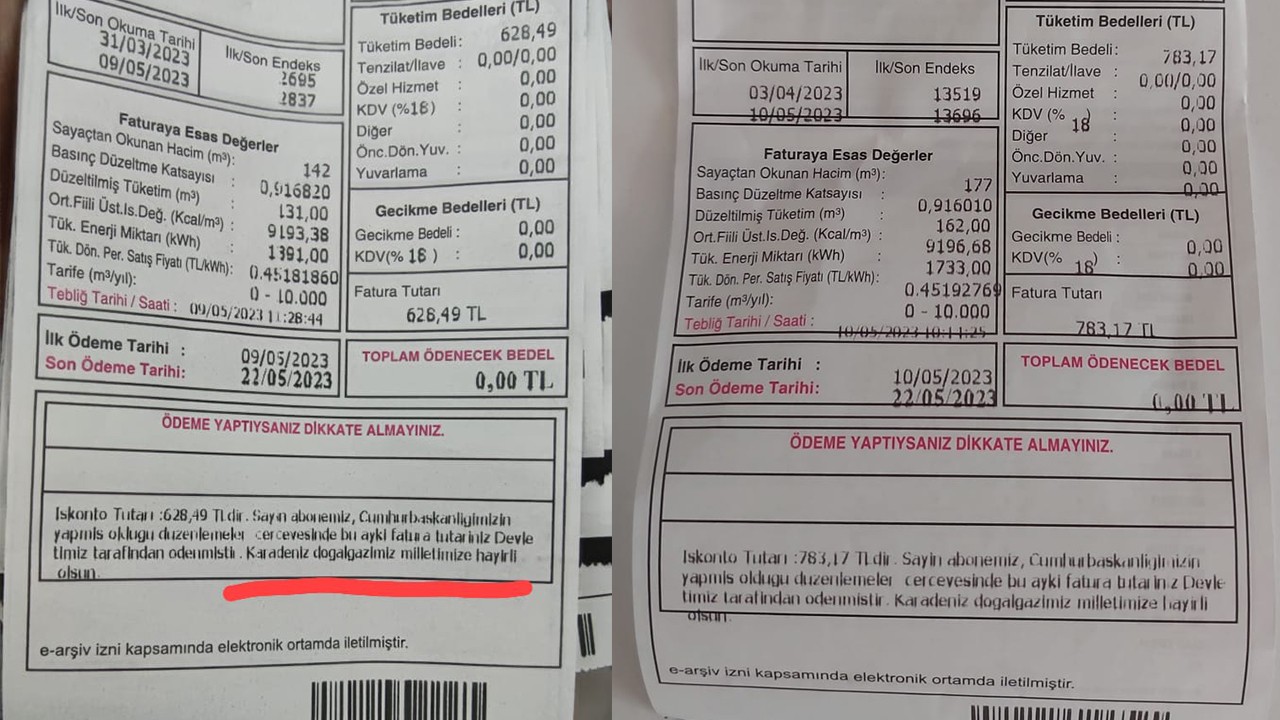 İlk/Son Okuma Tarihi
31/03/2023
09/05/2023
İlk/Son Endeks
2695
2837
Faturaya Esas Değerler
Sayaçtan Okunan Hacim (m³): 142
Basınç Düzeltme Katsayısı : 0,916820
Düzeltilmiş Tüketim (m³) : 131,00
Ort.Fiili Üst.Is.Değ. (Kcal/m³) : 9193,38
Tük. Enerji Miktarı (kWh) : 1391,00
Tük. Dön. Per. Satış Fiyatı (TL/kWh): 0.45181860
Tarife (m³/yıl): 0 - 10.000
Tebliğ Tarihi / Saati : 09/05/2023 11:28:44
Tüketim Bedelleri (TL)
Tüketim Bedeli : 628,49
Tenzilat/İlave : 0,00/0,00
Özel Hizmet : 0,00
KDV (%18) : 0,00
Diğer : 0,00
Önc.Dön.Yuv. : 0,00
Yuvarlama : 0,00
Gecikme Bedelleri (TL)
Gecikme Bedeli : 0,00
KDV(% 18 ) : 0,00
Fatura Tutarı
628,49 TL
İlk Ödeme Tarihi : 09/05/2023
Son Ödeme Tarihi: 22/05/2023
TOPLAM ÖDENECEK BEDEL
0,00 TL
ÖDEME YAPTIYSANIZ DİKKATE ALMAYINIZ.
Iskonto Tutarı :628,49 TLdir. Sayın abonemiz, Cumhurbaskanligimizin
yapmis oldugu duzenlemeler cercevesinde bu ayki fatura tutariniz Devle
timiz tarafindan odenmistir. Karadeniz dogalgazimiz milletimize hayirli
olsun.
e-arşiv izni kapsamında elektronik ortamda iletilmiştir.
İlk/Son Okuma Tarihi
03/04/2023
10/05/2023
İlk/Son Endeks
13519
13696
Faturaya Esas Değerler
Sayaçtan Okunan Hacim (m³): 177
Basınç Düzeltme Katsayısı : 0,916010
Düzeltilmiş Tüketim (m³) : 162,00
Ort.Fiili Üst.Is.Değ. (Kcal/m³) : 9196,68
Tük. Enerji Miktarı (kWh) : 1733,00
Tük. Dön. Per. Satış Fiyatı (TL/kWh): 0.45192769
Tarife (m³/yıl): 0 - 10.000
Tebliğ Tarihi / Saati : 10/05/2023 10:14:25
Tüketim Bedelleri (TL)
Tüketim Bedeli: 783,17
Tenzilat/İlave : 0,00/0,00
Özel Hizmet : 0,00
KDV (% 18 ) : 0,00
Diğer : 0,00
Önc.Dön.Yuv. : 0,00
Yuvarlama : 0,00
Gecikme Bedelleri (TL)
Gecikme Bedeli : 0,00
KDV(% 18 ) : 0,00
Fatura Tutarı
783,17 TL
İlk Ödeme Tarihi : 10/05/2023
Son Ödeme Tarihi: 22/05/2023
TOPLAM ÖDENECEK BEDEL
0,00 TL
ÖDEME YAPTIYSANIZ DİKKATE ALMAYINIZ.
Iskonto Tutarı :783,17 TLdir. Sayin abonemiz, Cumhurbaskanligimizin
yapmis oldugu duzenlemeler cercevesinde bu ayki fatura tutariniz Devle
timiz tarafindan odenmistir. Karadeniz dogalgazimiz milletimize hayirli
olsun.
e-arşiv izni kapsamında elektronik ortamda iletilmiştir.